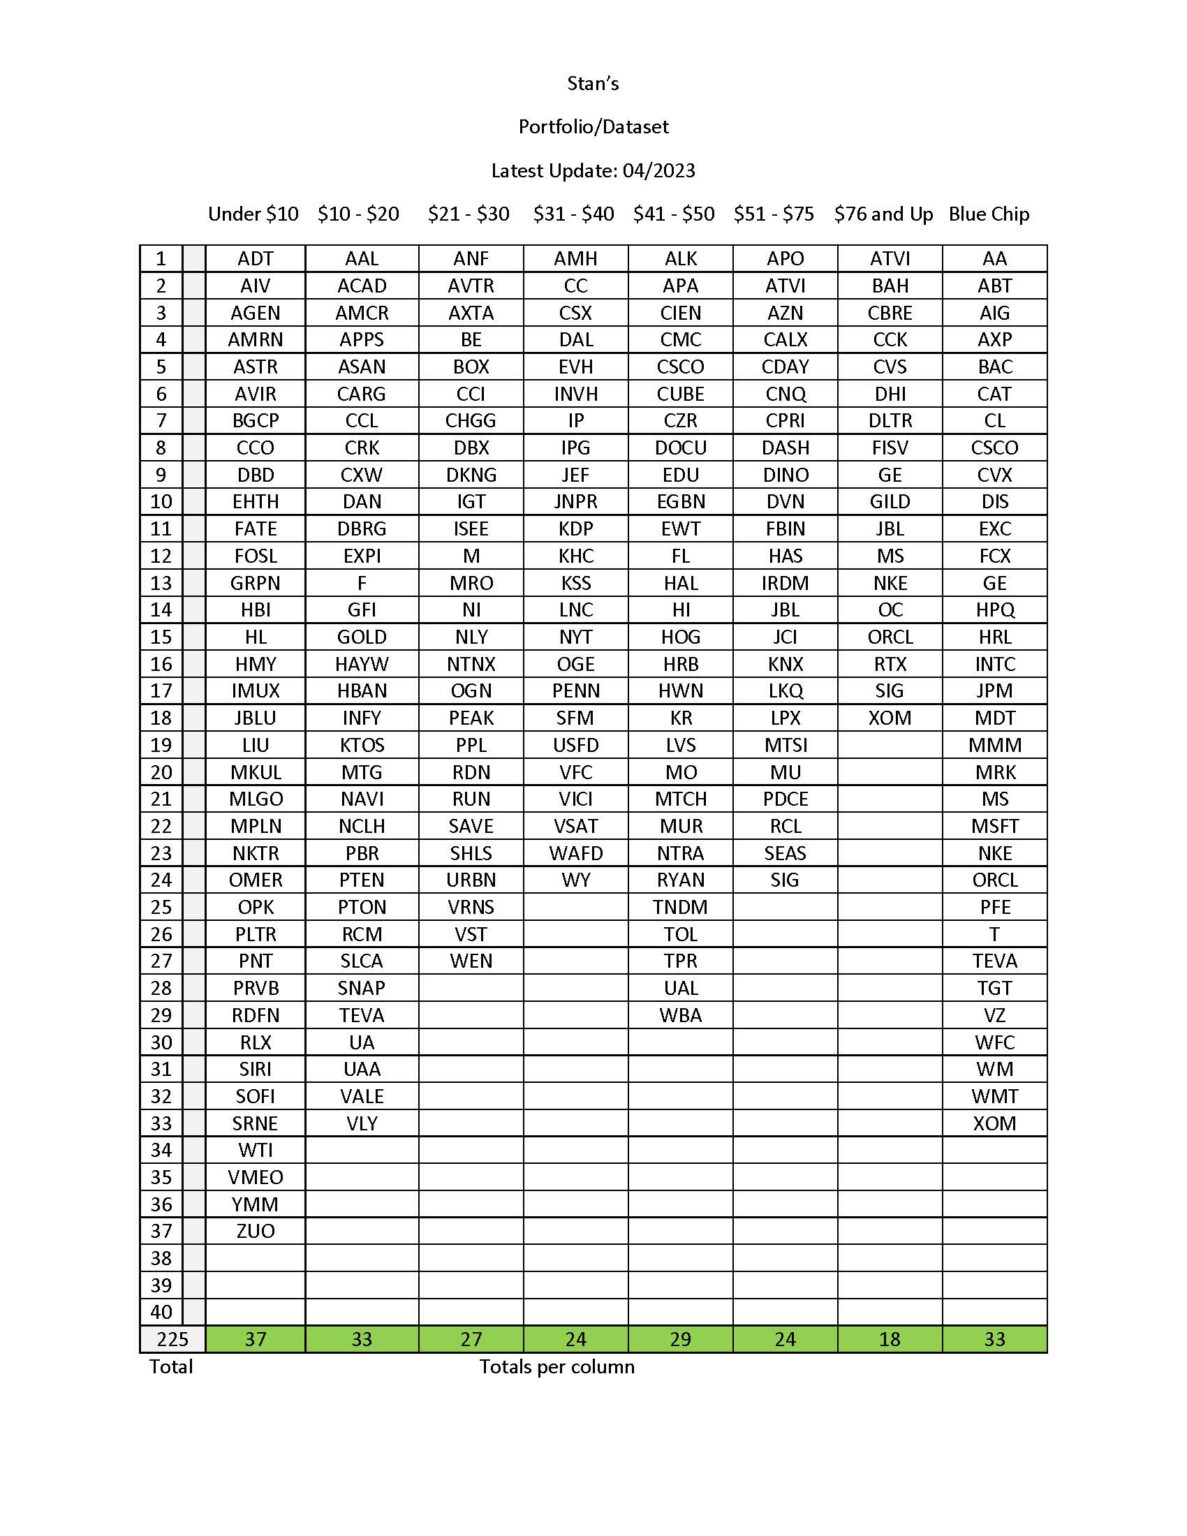 Stan’s
Portfolio/Dataset
Latest Update: 04/2023
Under $10 $10 - $20 $21 - $30 $31 - $40 $41 - $50 $51 - $75 $76 and Up Blue Chip
1 ADT AAL ANF AMH ALK APO ATVI AA
2 AIV ACAD AVTR CC APA ATVI BAH ABT
3 AGEN AMCR AXTA CSX CIEN AZN CBRE AIG
4 AMRN APPS BE DAL CMC CALX CCK AXP
5 ASTR ASAN BOX EVH CSCO CDAY CVS BAC
6 AVIR CARG CCI INVH CUBE CNQ DHI CAT
7 BGCP CCL CHGG IP CZR CPRI DLTR CL
8 CCO CRK DBX IPG DOCU DASH FISV CSCO
9 DBD CXW DKNG JEF EDU DINO GE CVX
10 EHTH DAN IGT JNPR EGBN DVN GILD DIS
11 FATE DBRG ISEE KDP EWT FBIN JBL EXC
12 FOSL EXPI M KHC FL HAS MS FCX
13 GRPN F MRO KSS HAL IRDM NKE GE
14 HBI GFI NI LNC HI JBL OC HPQ
15 HL GOLD NLY NYT HOG JCI ORCL HRL
16 HMY HAYW NTNX OGE HRB KNX RTX INTC
17 IMUX HBAN OGN PENN HWN LKQ SIG JPM
18 JBLU INFY PEAK SFM KR LPX XOM MDT
19 LIU KTOS PPL USFD LVS MTSI MMM
20 MKUL MTG RDN VFC MO MU MRK
21 MLGO NAVI RUN VICI MTCH PDCE MS
22 MPLN NCLH SAVE VSAT MUR RCL MSFT
23 NKTR PBR SHLS WAFD NTRA SEAS NKE
24 OMER PTEN URBN WY RYAN SIG ORCL
25 OPK PTON VRNS TNDM PFE
26 PLTR RCM VST TOL T
27 PNT SLCA WEN TPR TEVA
28 PRVB SNAP UAL TGT
29 RDFN TEVA WBA VZ
30 RLX UA WFC
31 SIRI UAA WM
32 SOFI VALE WMT
33 SRNE VLY XOM
34 WTI
35 VMEO
36 YMM
37 ZUO
38
39
40
225 37 33 27 24 29 24 18 33
Total Totals per column